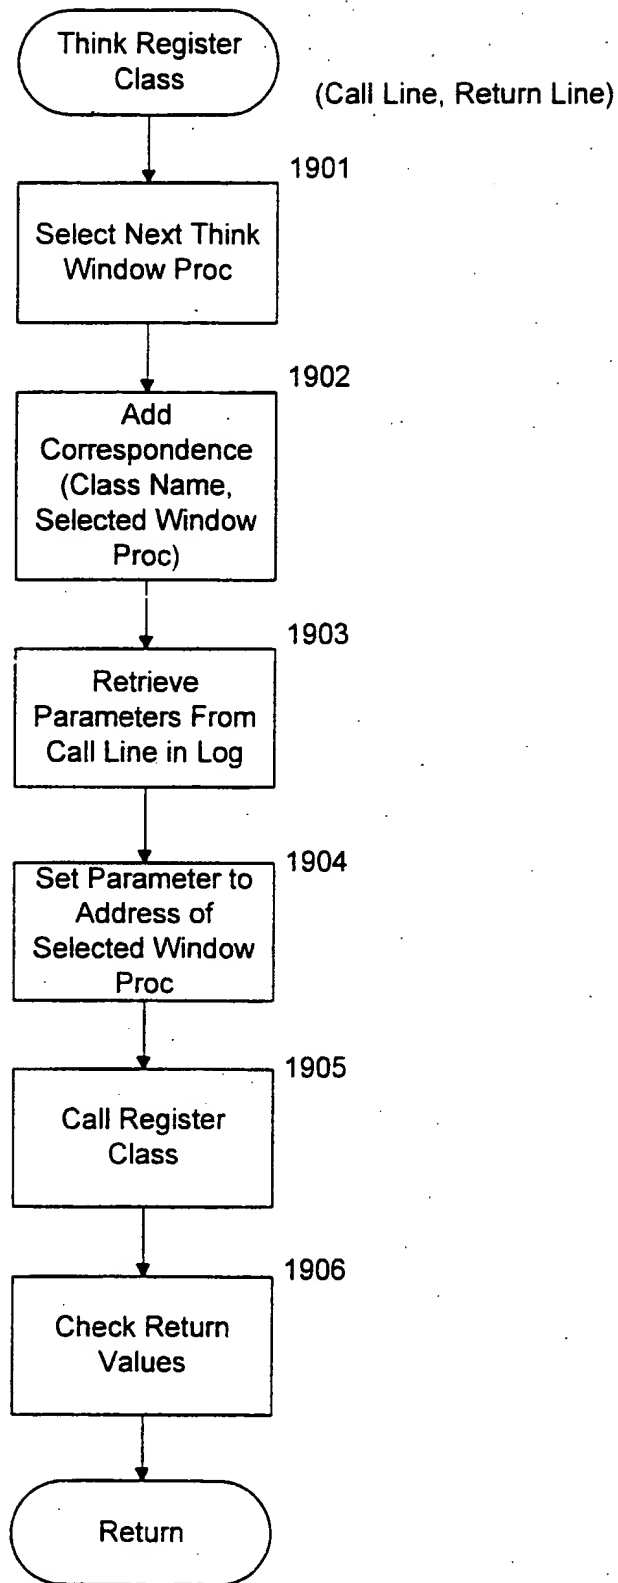 Think Register
Class
(Call Line, Return Line)
1901
Select Next Think
Window Proc
1902
Add
Correspondence
(Class Name,
Selected Window
Proc)
1903
Retrieve
Parameters From
Call Line in Log
1904
Set Parameter to
Address of
Selected Window
Proc
1905
Call Register
Class
1906
Check Return
Values
Return